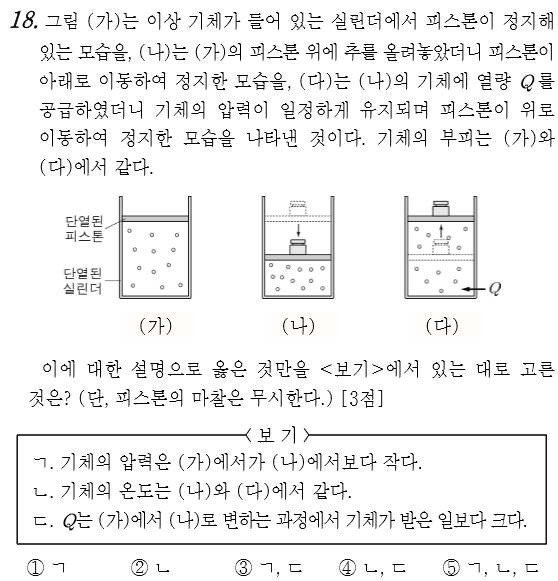 18. 그림 (가)는 이상 기체가 들어 있는 실린더에서 피스톤이 정지해
있는 모습을, (나)는 (가)의 피스톤 위에 추를 올려놓았더니 피스톤이
아래로 이동하여 정지한 모습을, (다)는 (나)의 기체에 열량 Q를
공급하였더니 기체의 압력이 일정하게 유지되며 피스톤이 위로
이동하여 정지한 모습을 나타낸 것이다. 기체의 부피는 (가)와
(다)에서 같다.
단열된
피스톤
단열된
실린더
Q
(가) (나) (다)
이에 대한 설명으로 옳은 것만을 <보기>에서 있는 대로 고른
것은? (단, 피스톤의 마찰은 무시한다.) [3점]
<보 기>
ㄱ. 기체의 압력은 (가)에서가 (나)에서보다 작다.
ㄴ. 기체의 온도는 (나)와 (다)에서 같다.
ㄷ. Q는 (가)에서 (나)로 변하는 과정에서 기체가 받은 일보다 크다.
① ㄱ ② ㄴ ③ ㄱ, ㄷ ④ ㄴ, ㄷ ⑤ ㄱ, ㄴ, ㄷ